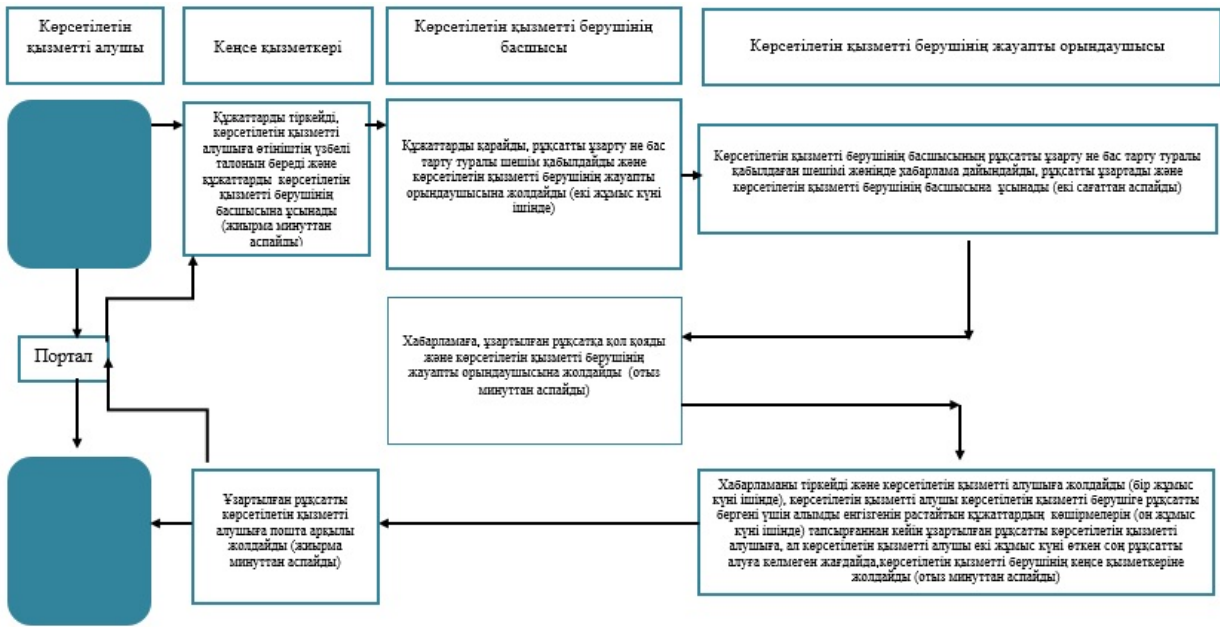 Көрсетілетін
қызметті алушы
Кеңсе қызметкері
Көрсетілетін қызметті берушінің
басшысы
Көрсетілетін қызметті берушінің жауапты орындаушысы
Құжаттарды тіркейді,
көрсетілетін қызметті
алушыға өтініштің үзбелі
талонын береді және
құжаттарды көрсетілетін
қызметті берушінің
басшысына ұсынады
(жиырма минуттан
аспайды)
Құжаттарды қарайды, рұқсатты ұзарту не бас
тарту туралы шешім қабылдайды және
көрсетілетін қызметті берушінің жауапты
орындаушысына жолдайды (екі жұмыс күні
ішінде)
Көрсетілетін қызметті берушінің басшысының рұқсатты ұзарту не бас тарту туралы
қабылдаған шешімі жөнінде хабарлама дайындайды, рұқсатты ұзартады және
көрсетілетін қызметті берушінің басшысына ұсынады (екі сағаттан аспайды)
Портал
Хабарламаға, ұзартылған рұқсатқа қол қояды
және көрсетілетін қызметті берушінің
жауапты орындаушысына жолдайды (отыз
минуттан аспайды)
Ұзартылған рұқсатты
көрсетілетін қызметті
алушыға пошта арқылы
жолдайды (жиырма
минуттан аспайды)
Хабарламаны тіркейді және көрсетілетін қызметті алушыға жолдайды (бір жұмыс
күні ішінде), көрсетілетін қызметті алушы көрсетілетін қызметті берушіге рұқсатты
бергені үшін алымды енгізгенін растайтын құжаттардың көшірмелерін (он жұмыс
күні ішінде) тапсырғаннан кейін ұзартылған рұқсатты көрсетілетін қызметті
алушыға, ал көрсетілетін қызметті алушы екі жұмыс күні өткен соң рұқсатты
алуға келмеген жағдайда,көрсетілетін қызметті берушінің кеңсе қызметкеріне
жолдайды (отыз минуттан аспайды)